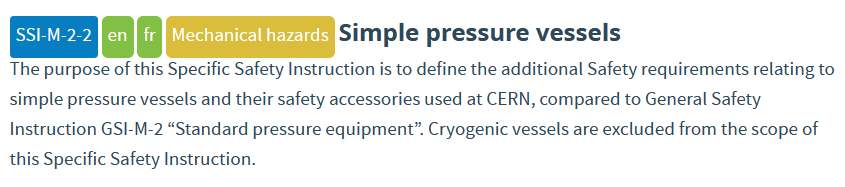 SSI-M-2-2 en fr Mechanical hazards Simple pressure vessels
The purpose of this Specific Safety Instruction is to define the additional Safety requirements relating to
simple pressure vessels and their safety accessories used at CERN, compared to General Safety
Instruction GSI-M-2 “Standard pressure equipment”. Cryogenic vessels are excluded from the scope of
this Specific Safety Instruction.